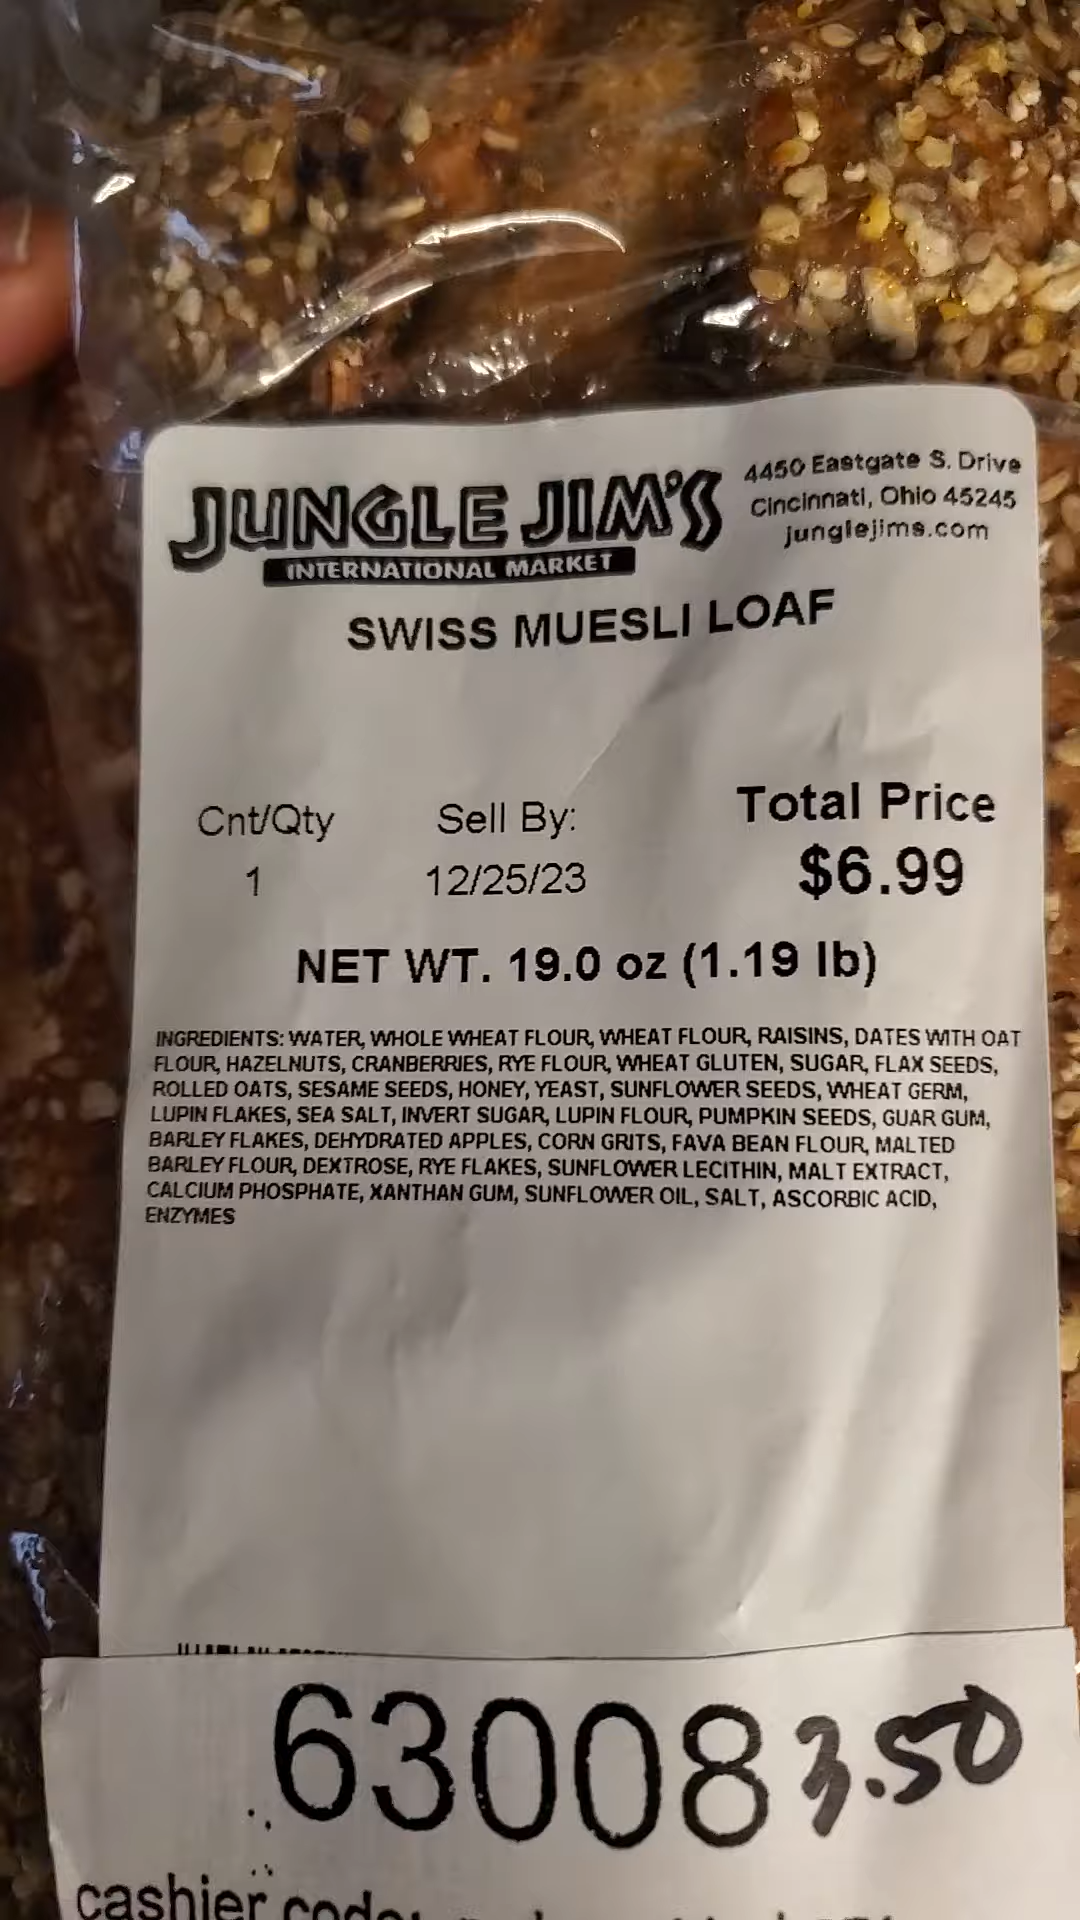 JUNGLE JIM'S
INTERNATIONAL MARKET
4450 Eastgate S. Drive
Cincinnati, Ohio 45245
junglejims.com
SWISS MUESLI LOAF
Cnt/Qty Sell By: Total Price
1 12/25/23 $6.99
NET WT. 19.0 oz (1.19 lb)
INGREDIENTS: WATER, WHOLE WHEAT FLOUR, WHEAT FLOUR, RAISINS, DATES WITH OAT
FLOUR, HAZELNUTS, CRANBERRIES, RYE FLOUR, WHEAT GLUTEN, SUGAR, FLAX SEEDS,
ROLLED OATS, SESAME SEEDS, HONEY, YEAST, SUNFLOWER SEEDS, WHEAT GERM,
LUPIN FLAKES, SEA SALT, INVERT SUGAR, LUPIN FLOUR, PUMPKIN SEEDS, GUAR GUM,
BARLEY FLAKES, DEHYDRATED APPLES, CORN GRITS, FAVA BEAN FLOUR, MALTED
BARLEY FLOUR, DEXTROSE, RYE FLAKES, SUNFLOWER LECITHIN, MALT EXTRACT,
CALCIUM PHOSPHATE, XANTHAN GUM, SUNFLOWER OIL, SALT, ASCORBIC ACID,
ENZYMES
63008 3.50
cashier code: